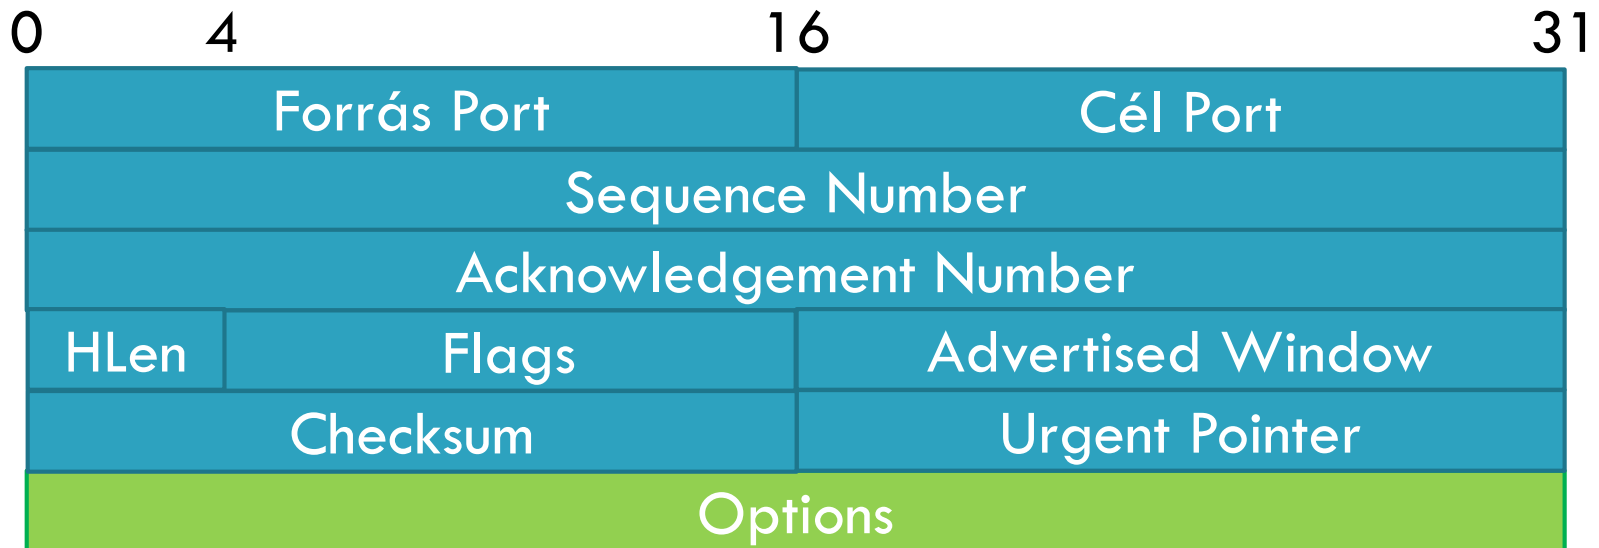 0 4 16 31
Forrás Port Cél Port
Sequence Number
Acknowledgement Number
HLen Flags Advertised Window
Checksum Urgent Pointer
Options